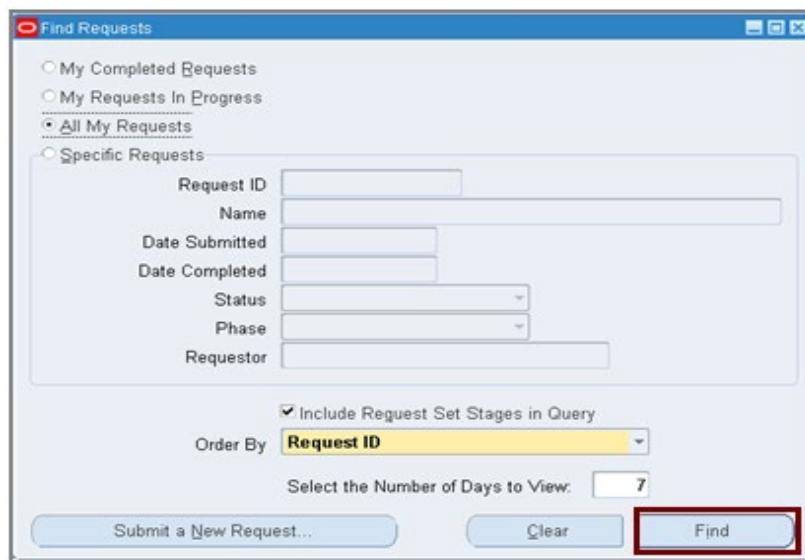 Find Requests
My Completed Requests
My Requests In Progress
All My Requests
Specific Requests
Request ID
Name
Date Submitted
Date Completed
Status
Phase
Requestor
Include Request Set Stages in Query
Order By Request ID
Select the Number of Days to View: 7
Submit a New Request... Clear Find